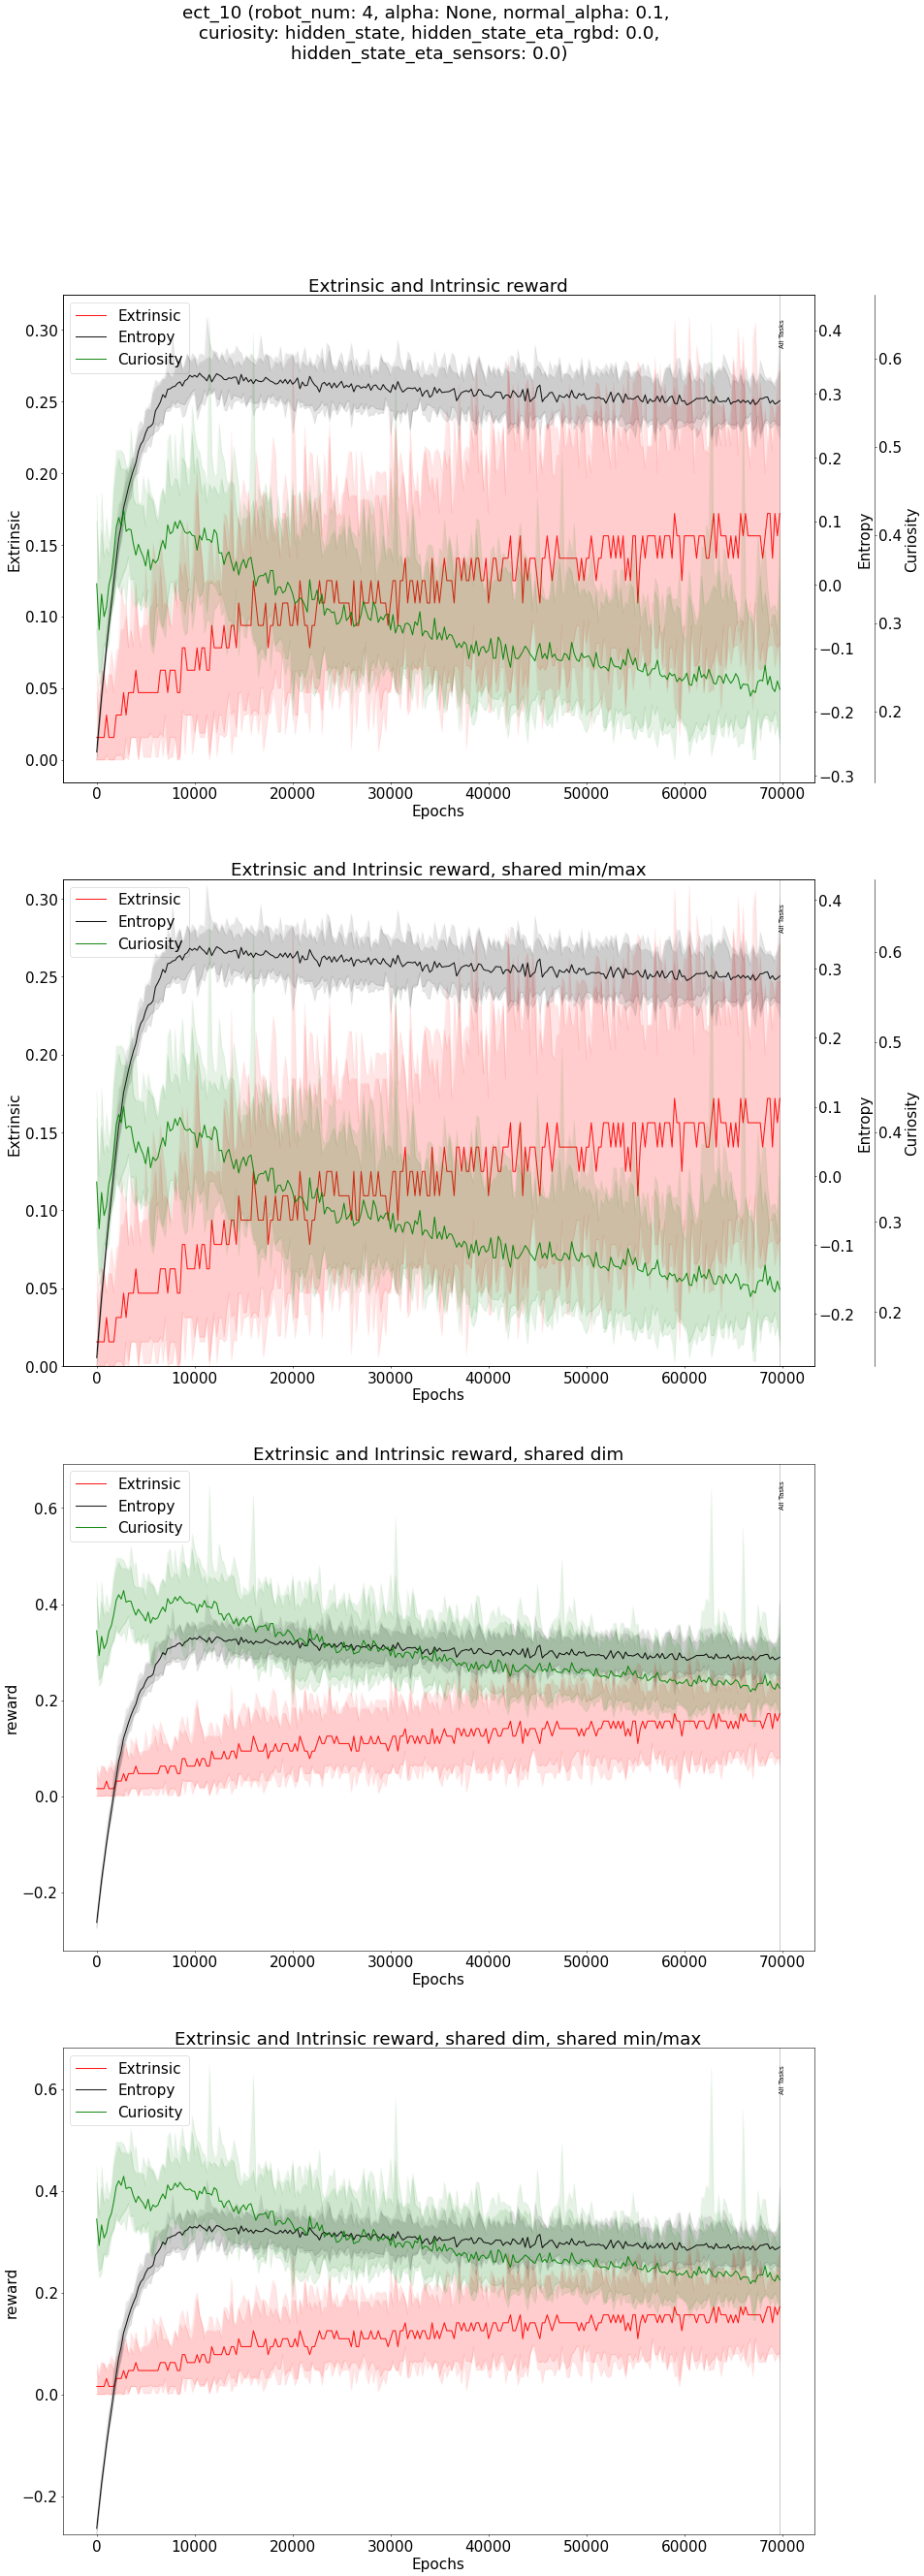 ect_10 (robot_num: 4, alpha: None, normal_alpha: 0.1,
curiosity: hidden_state, hidden_state_eta_rgbd: 0.0,
hidden_state_eta_sensors: 0.0)
Extrinsic and Intrinsic reward
Extrinsic
Entropy
Curiosity
All Tasks
0.30
0.25
0.20
0.15
0.10
0.05
0.00
Extrinsic
0.4
0.3
0.2
0.1
0.0
−0.1
−0.2
−0.3
Entropy
0.6
0.5
0.4
0.3
0.2
Curiosity
0 10000 20000 30000 40000 50000 60000 70000
Epochs
Extrinsic and Intrinsic reward, shared min/max
Extrinsic
Entropy
Curiosity
All Tasks
0.30
0.25
0.20
0.15
0.10
0.05
0.00
Extrinsic
0.4
0.3
0.2
0.1
0.0
−0.1
−0.2
Entropy
0.6
0.5
0.4
0.3
0.2
Curiosity
0 10000 20000 30000 40000 50000 60000 70000
Epochs
Extrinsic and Intrinsic reward, shared dim
Extrinsic
Entropy
Curiosity
All Tasks
0.6
0.4
0.2
0.0
−0.2
reward
0 10000 20000 30000 40000 50000 60000 70000
Epochs
Extrinsic and Intrinsic reward, shared dim, shared min/max
Extrinsic
Entropy
Curiosity
All Tasks
0.6
0.4
0.2
0.0
−0.2
reward
0 10000 20000 30000 40000 50000 60000 70000
Epochs